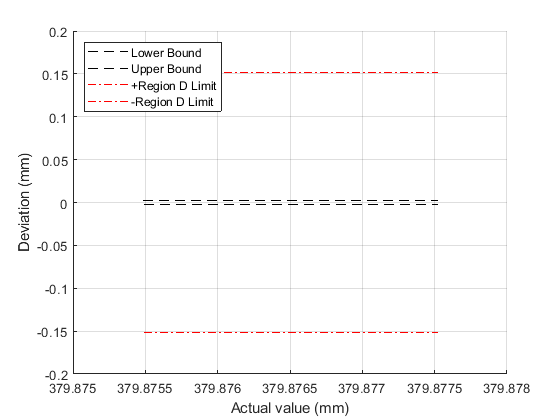 0.2
0.15
0.1
0.05
0
-0.05
-0.1
-0.15
-0.2
Deviation (mm)
Lower Bound
Upper Bound
+Region D Limit
-Region D Limit
379.875 379.8755 379.876 379.8765 379.877 379.8775 379.878
Actual value (mm)